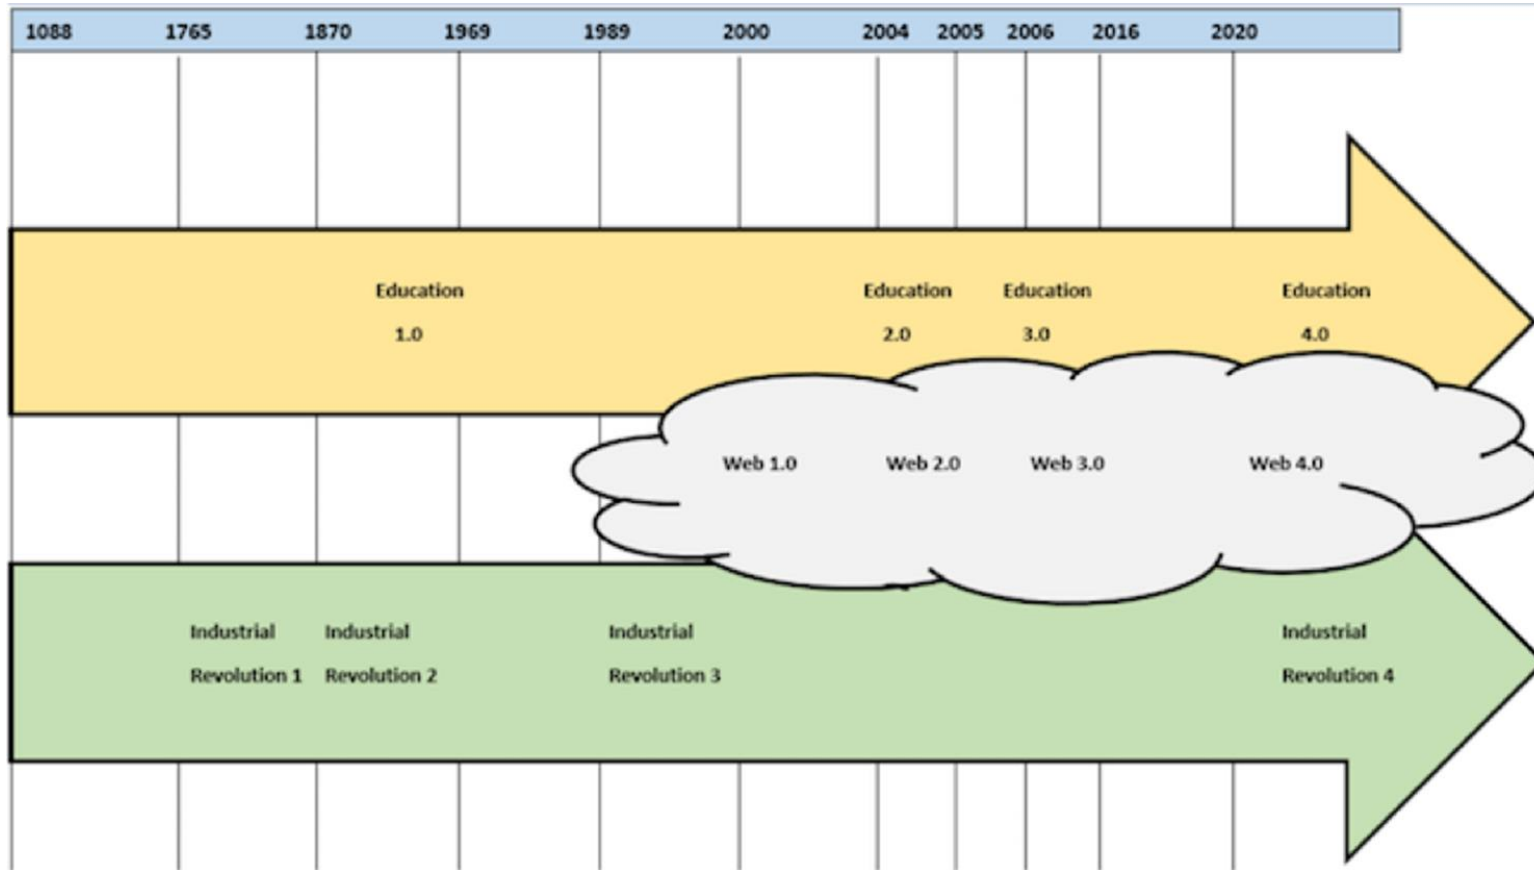 1088 1765 1870 1969 1989 2000 2004 2005 2006 2016 2020
Education Education Education Education
1.0 2.0 3.0 4.0
Web 1.0 Web 2.0 Web 3.0 Web 4.0
Industrial Industrial Industrial Industrial
Revolution 1 Revolution 2 Revolution 3 Revolution 4